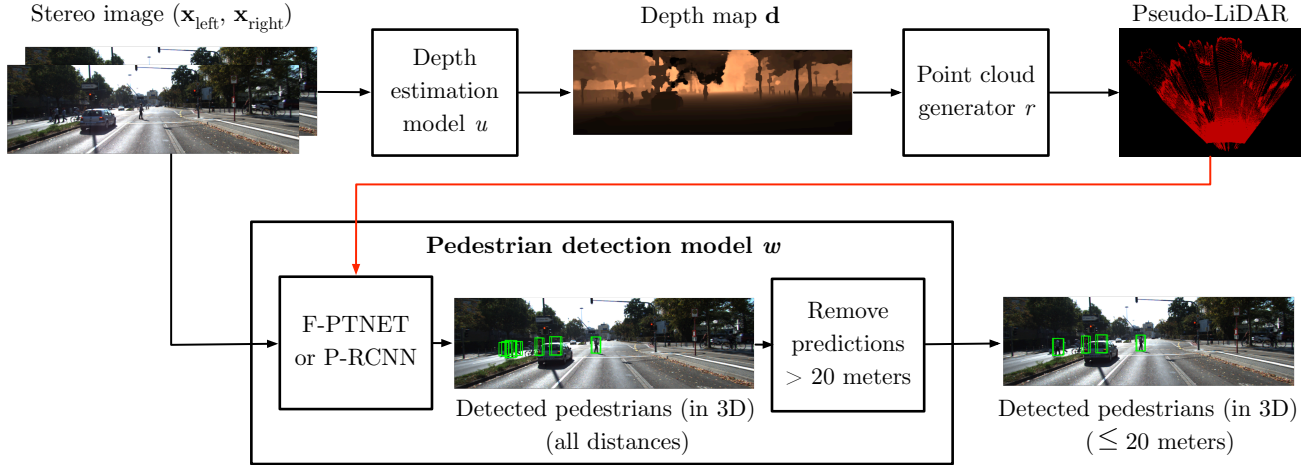 Stereo image (x_left, x_right)
Depth map d
Pseudo-LiDAR
Depth
estimation
model u
Point cloud
generator r
Pedestrian detection model w
F-PTNET
or P-RCNN
Remove
predictions
> 20 meters
Detected pedestrians (in 3D)
(all distances)
Detected pedestrians (in 3D)
(≤ 20 meters)